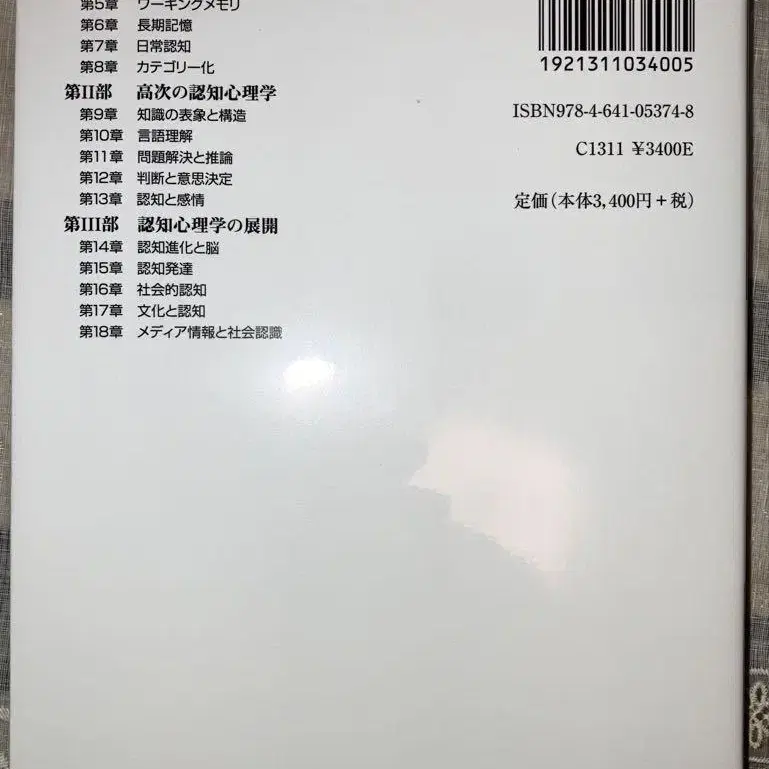 第5章 ワーキングメモリ
第6章 長期記憶
第7章 日常認知
第8章 カテゴリー化
第II部 高次の認知心理学
第9章 知識の表象と構造
第10章 言語理解
第11章 問題解決と推論
第12章 判断と意思決定
第13章 認知と感情
第III部 認知心理学の展開
第14章 認知進化と脳
第15章 認知発達
第16章 社会的認知
第17章 文化と認知
第18章 メディア情報と社会認識
1921311034005
ISBN978-4-641-05374-8
C1311 ¥3400E
定価(本体3,400円+税)